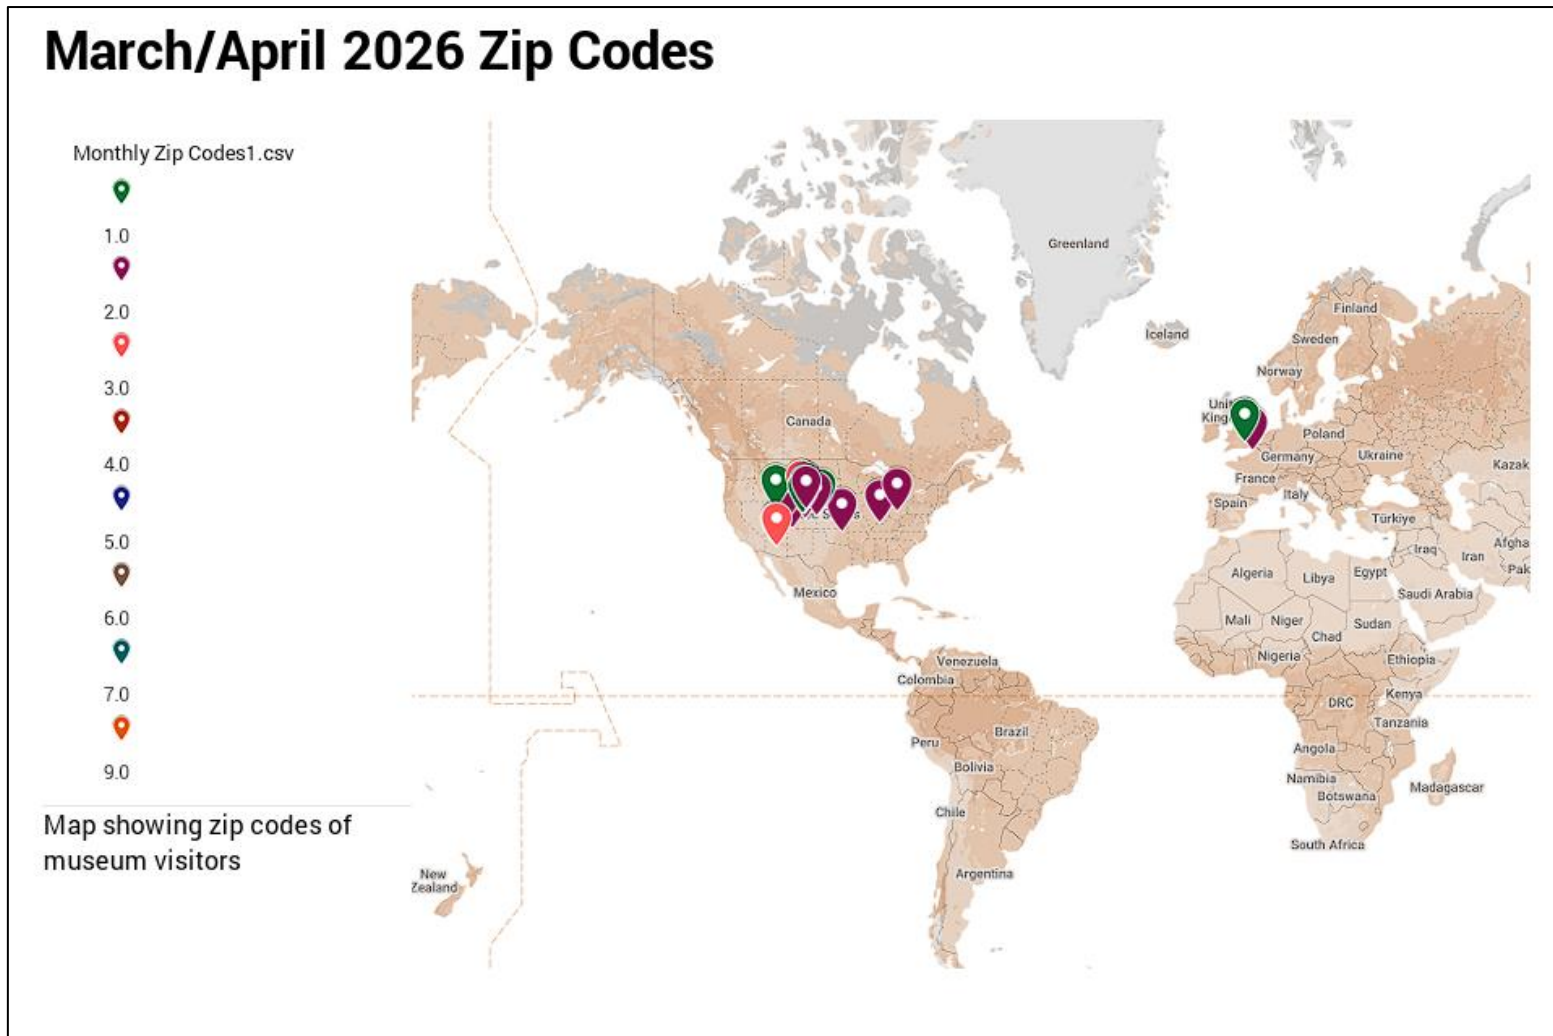 March/April 2026 Zip Codes
Monthly Zip Codes1.csv
1.0
2.0
3.0
4.0
5.0
6.0
7.0
9.0
Map showing zip codes of
museum visitors
Greenland
Iceland
Finland
Sweden
Norway
Canada
Poland
Germany
Ukraine
Kazak
France
Spain
Italy
Türkiye
Afgha
Iraq
Iran
Pak
Algeria
Libya
Egypt
Saudi Arabia
Mexico
Mali
Niger
Chad
Sudan
Nigeria
Ethiopia
Venezuela
Colombia
Kenya
DRC
Tanzania
Peru
Brazil
Angola
Bolivia
Namibia
Botswana
Madagascar
Chile
South Africa
New
Zealand
Argentina